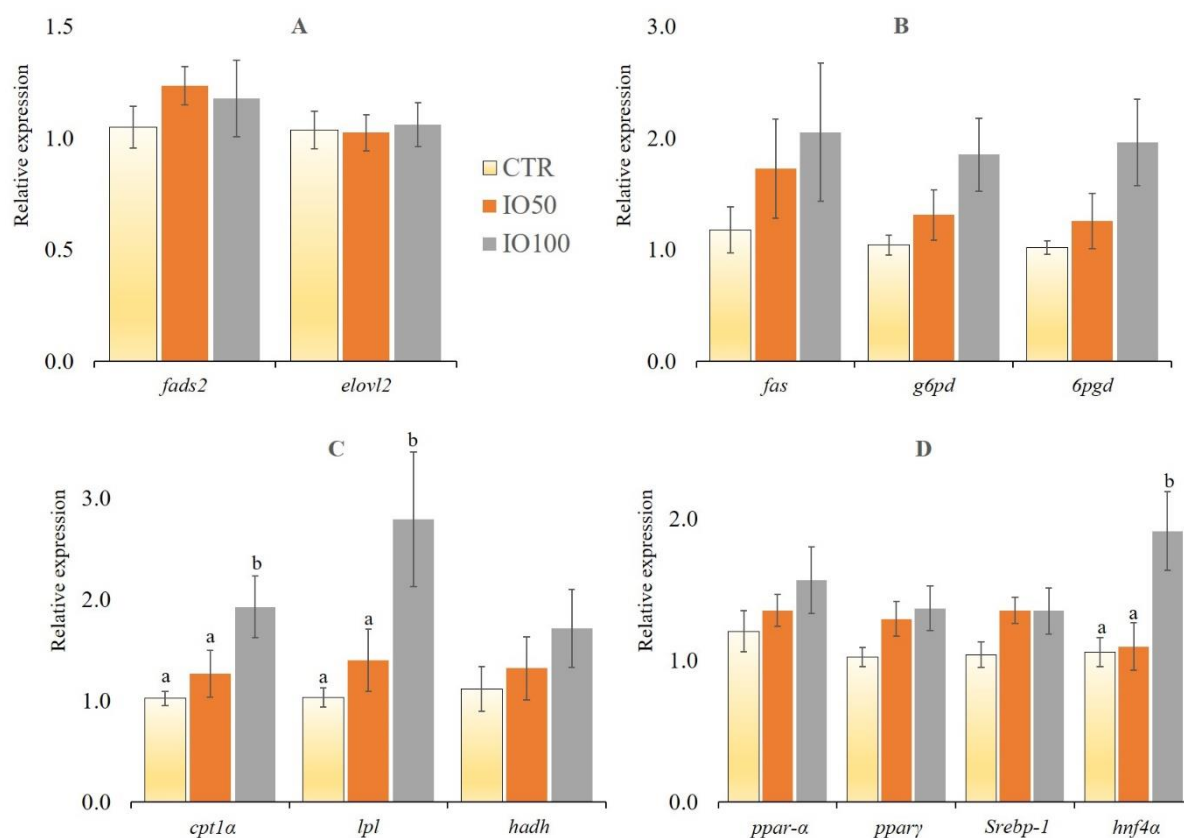 A
Relative expression
1.5
1.0
0.5
0.0
fads2 elovl2
CTR
IO50
IO100
B
Relative expression
3.0
2.0
1.0
0.0
fas g6pd 6pgd
C
Relative expression
3.0
2.0
1.0
0.0
a a b
a a b
cpt1α lpl hadh
D
Relative expression
2.0
1.0
0.0
a a b
ppar-α pparγ Srebp-1 hnf4α